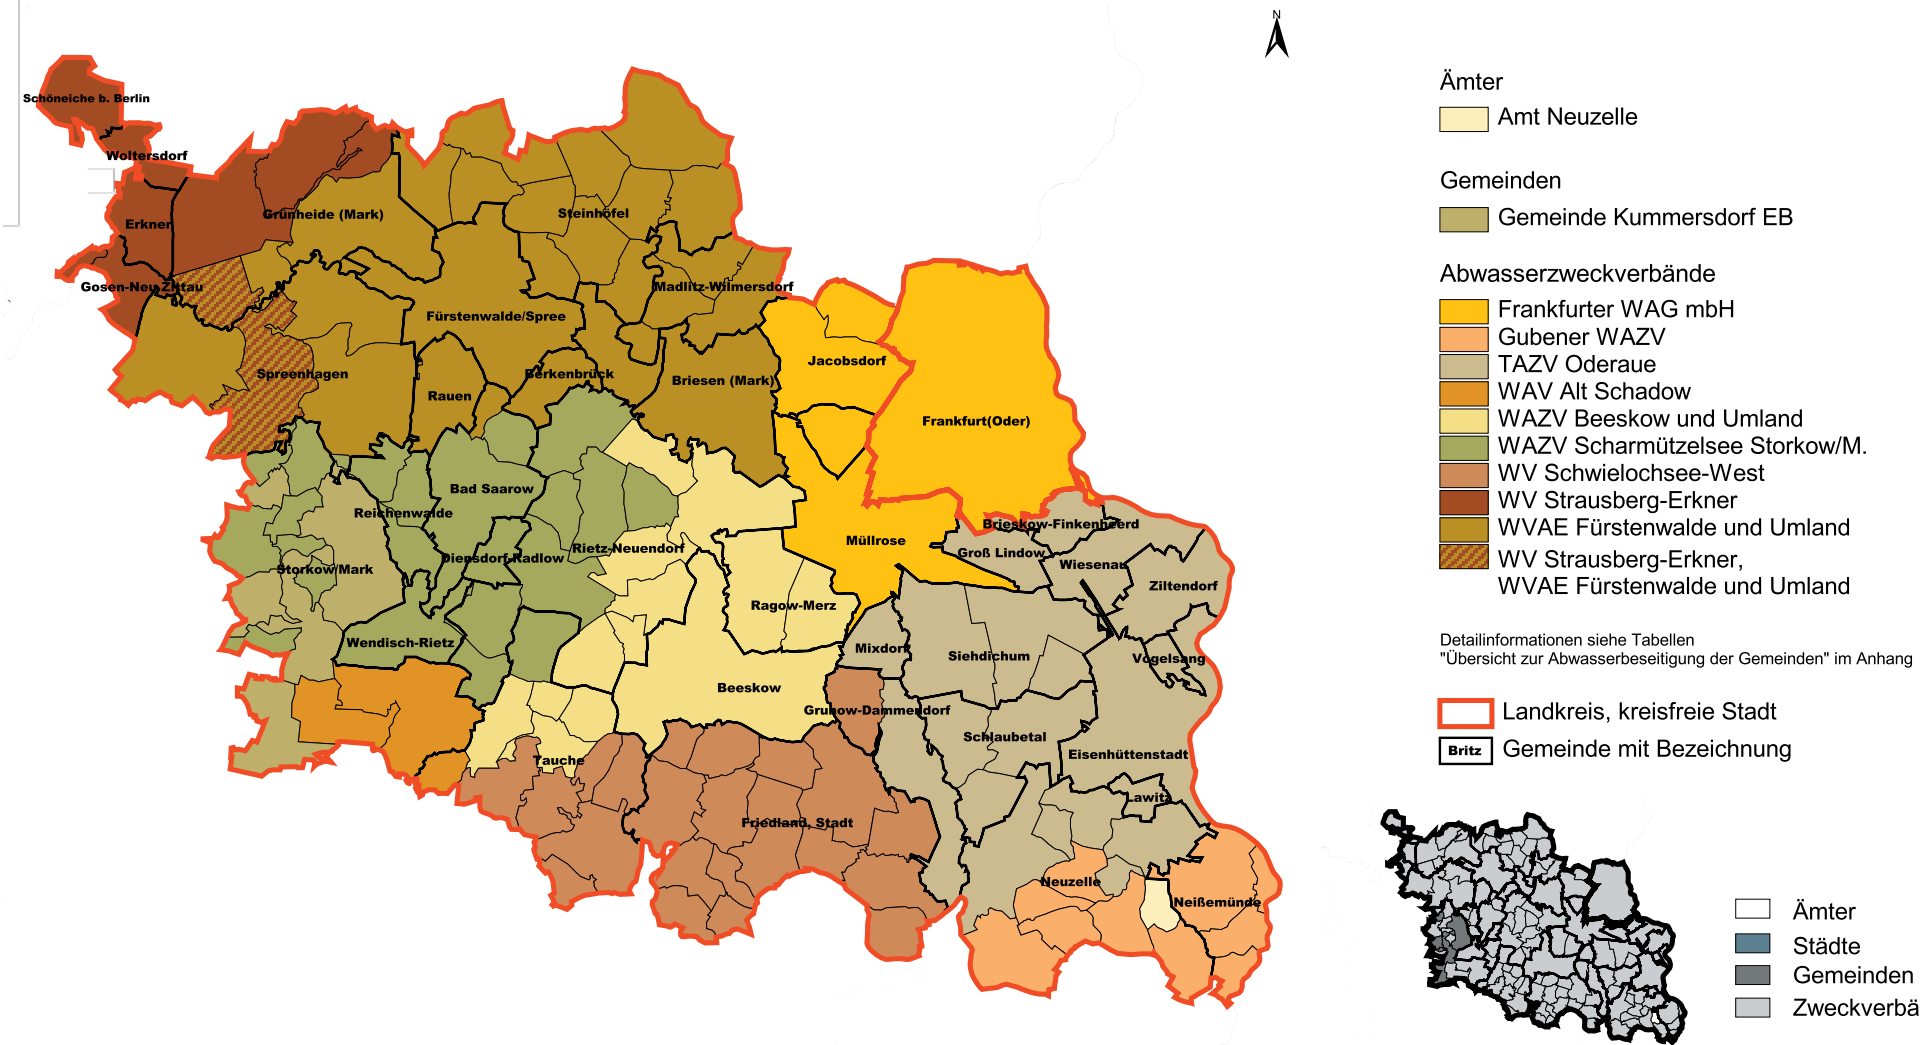 N
Schöneiche b. Berlin
Woltersdorf
Erkner
Grünheide (Mark)
Steinhöfel
Gosen-Neu Zittau
Madlitz-Wilmersdorf
Fürstenwalde/Spree
Jacobsdorf
Spreenhagen
Berkenbrück
Briesen (Mark)
Rauen
Frankfurt(Oder)
Bad Saarow
Reichenwalde
Brieskow-Finkenheerd
Müllrose
Groß Lindow
Diensdorf-Radlow
Rietz-Neuendorf
Wiesenau
Storkow/Mark
Ziltendorf
Ragow-Merz
Wendisch-Rietz
Mixdorf
Siehdichum
Vogelsang
Beeskow
Grunow-Dammendorf
Schlaubetal
Eisenhüttenstadt
Tauche
Lawitz
Friedland, Stadt
Neuzelle
Neißemünde
Ämter
Amt Neuzelle
Gemeinden
Gemeinde Kummersdorf EB
Abwasserzweckverbände
Frankfurter WAG mbH
Gubener WAZV
TAZV Oderaue
WAV Alt Schadow
WAZV Beeskow und Umland
WAZV Scharmützelsee Storkow/M.
WV Schwielochsee-West
WV Strausberg-Erkner
WVAE Fürstenwalde und Umland
WV Strausberg-Erkner,
WVAE Fürstenwalde und Umland
Detailinformationen siehe Tabellen
"Übersicht zur Abwasserbeseitigung der Gemeinden" im Anhang
Landkreis, kreisfreie Stadt
Britz Gemeinde mit Bezeichnung
Ämter
Städte
Gemeinden
Zweckverbä